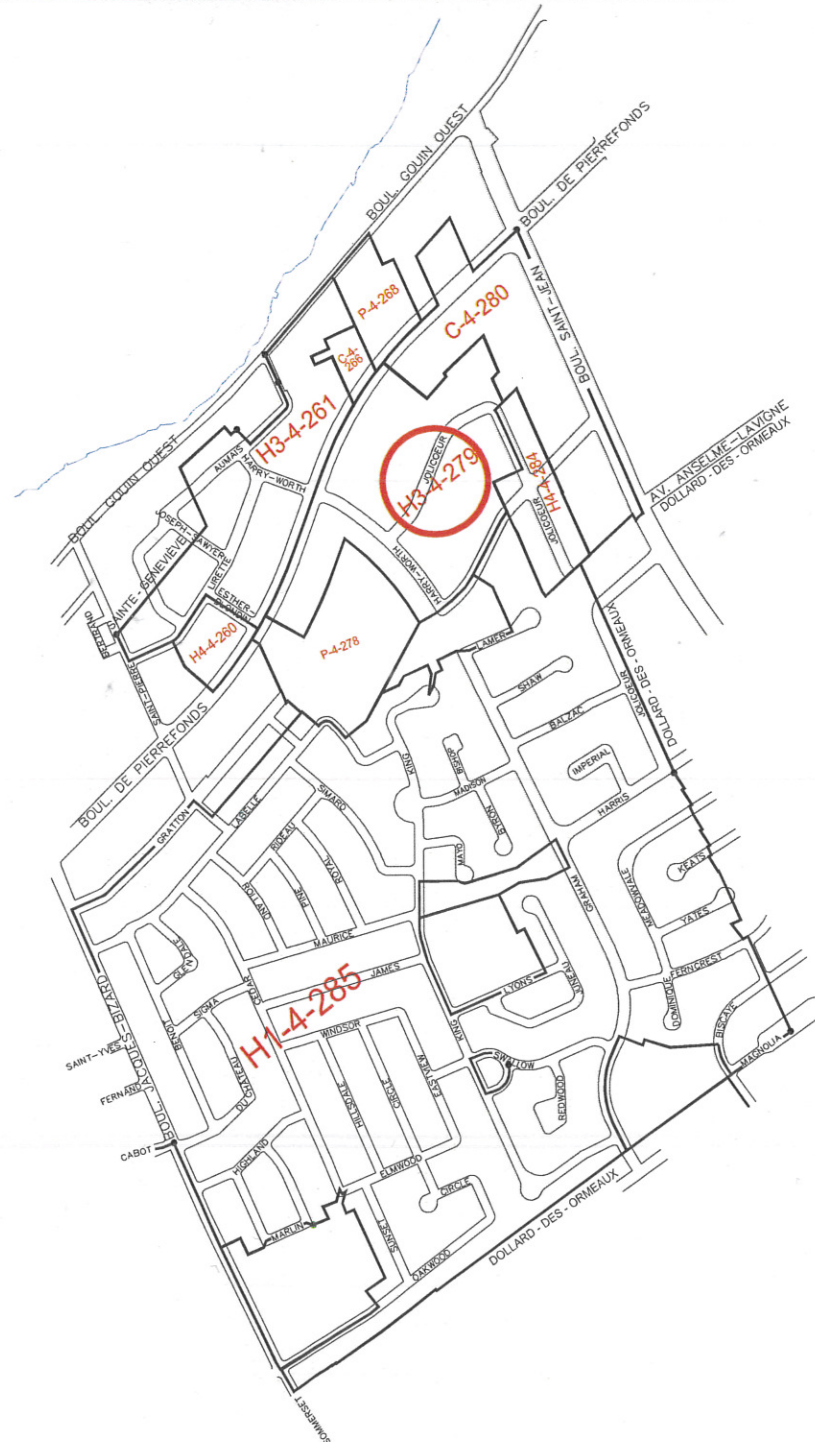 BOUL. GOUIN OUEST
BOUL. DE PIERREFONDS
P-4-268
C-4-280
BOUL. SAINT-JEAN
C-4-
266
H3-4-261
BOUL. GOUIN OUEST
AUMAIS
HARRY-WORTH
JOLICOEUR
H3-4-279
H4-4-284
AV. ANSELME-LAVIGNE
DOLLARD-DES-ORMEAUX
JOSEPH-SAWYER
JOLICOEUR
SAINTE-GENEVIÈVE
LIRETTE
HARRY-WORTH
ESTHER-
BLONDIN
BERTRAND
H4-4-260
P-4-278
LAMER
SAINT-PIERRE
SHAW
JOLICOEUR
DOLLARD-DES-ORMEAUX
BALZAC
BOUL. DE PIERREFONDS
KING
BISHOP
IMPERIAL
GRATTON
LABELLE
SIMARD
MADISON
HARRIS
RIDEAU
BYRON
MAYO
ROYAL
PINE
ROLAND
KEATS
GRAHAM
MEADOWVALE
YATES
MAURICE
GLENDALE
CEDAR
JAMES
LYONS
JUNEAU
FERNCREST
DOMINIQUE
SIGMA
BENOIT
H1-4-285
BISCAYE
WINDSOR
KING
MAGNOLIA
SAINT-YVES
BOUL. JACQUES-BIZARD
SWALLOW
DU CHÂTEAU
EASTVIEW
FERNAND
HILLSDALE
CIRCLE
REDWOOD
CABOT
HIGHLAND
ELMWOOD
CIRCLE
MARLIN
SUNSET
OAKWOOD
DOLLARD-DES-ORMEAUX
SOMMERSET